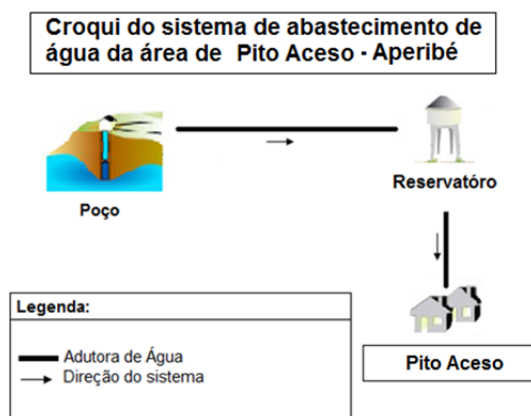 Croqui do sistema de abastecimento de
água da área de Pito Aceso - Aperibé
Poço
Reservatóro
Legenda:
Adutora de Água
Direção do sistema
Pito Aceso